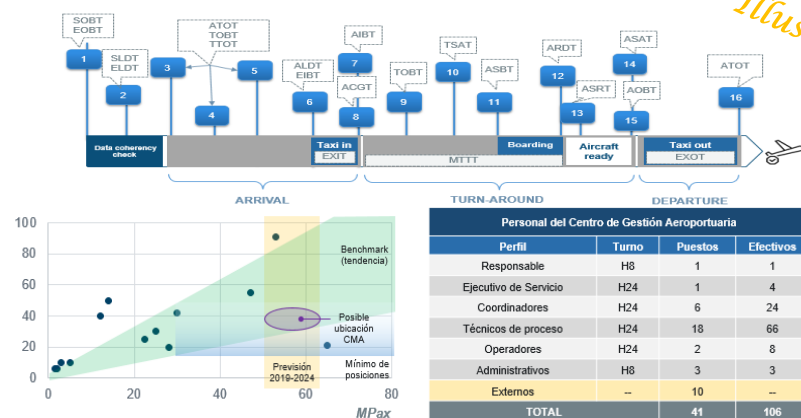 Illus
SOBT
EOBT
SLDT
ELDT
ATOT
TOBT
TTOT
ALDT
EIBT
AIBT
ACGT
TOBT
TSAT
ASBT
ARDT
ASRT
ASAT
AOBT
ATOT
1
2
3
4
5
6
7
8
9
10
11
12
13
14
15
16
Data coherency
check
Taxi in
EXIT
MTTT
Boarding
Aircraft
ready
Taxi out
EXOT
ARRIVAL
TURN-AROUND
DEPARTURE
100
80
60
40
20
0
0 20 40 60 80
MPax
Benchmark
(tendencia)
Posible
ubicación
CMA
Previsión
2019-2024
Mínimo de
posiciones
Personal del Centro de Gestión Aeroportuaria
Perfil Turno Puestos Efectivos
Responsable H8 1 1
Ejecutivo de Servicio H24 1 4
Coordinadores H24 6 24
Técnicos de proceso H24 18 66
Operadores H24 2 8
Administrativos H8 3 3
Externos -- 10 --
TOTAL 41 106